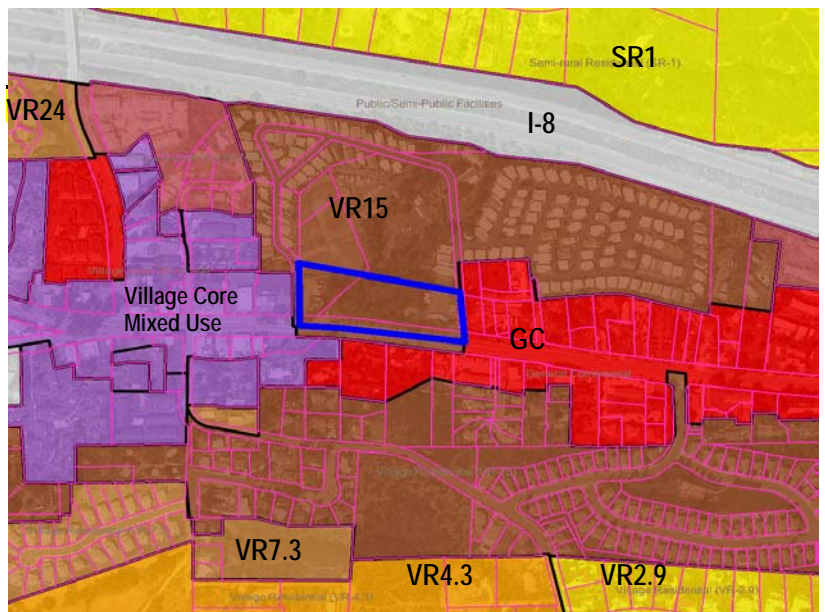 SR1
Semi-rural Residential (SR-1)
VR24
Public/Semi-Public Facilities
I-8
VR15
Village Core
Mixed Use
GC
General Commercial
Village Residential (VR
VR7.3
VR4.3
VR2.9
Village Residential (VR-4.3)
Village Residential (VR-2.9)